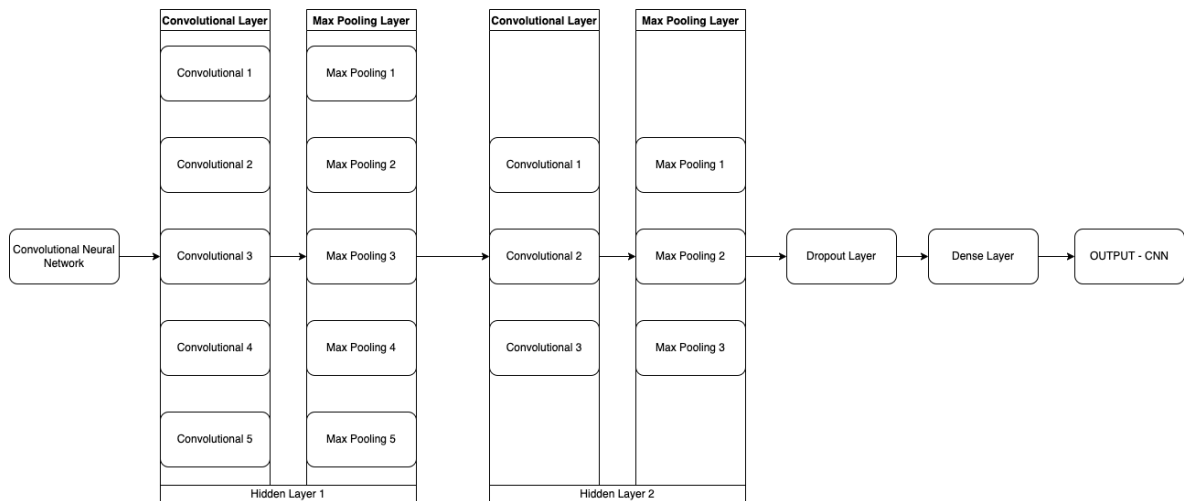 Convolutional Layer
Max Pooling Layer
Convolutional Layer
Max Pooling Layer
Convolutional 1
Max Pooling 1
Convolutional 2
Max Pooling 2
Convolutional 1
Max Pooling 1
Convolutional Neural
Network
Convolutional 3
Max Pooling 3
Convolutional 2
Max Pooling 2
Dropout Layer
Dense Layer
OUTPUT - CNN
Convolutional 4
Max Pooling 4
Convolutional 3
Max Pooling 3
Convolutional 5
Max Pooling 5
Hidden Layer 1
Hidden Layer 2